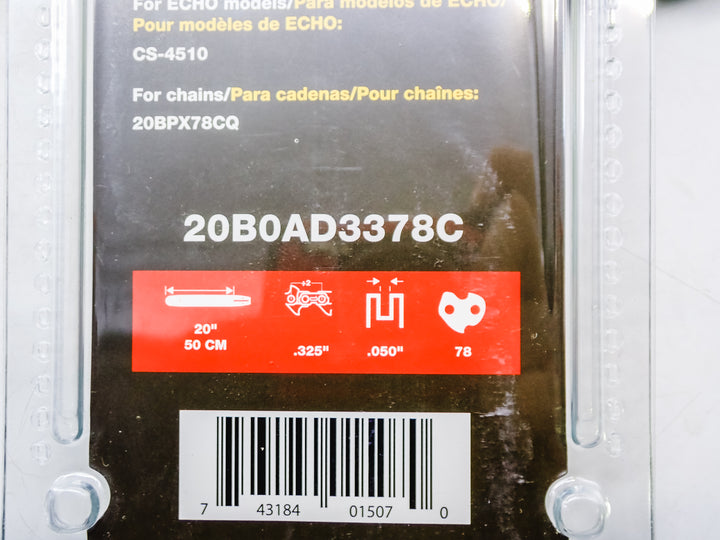 For ECHO models/Para modelos de ECHO/
Pour modèles de ECHO:
CS-4510
For chains/Para cadenas/Pour chaînes:
20BPX78CQ
20B0AD3378C
÷2
20" .325" .050" 78
50 CM
7 43184 01507 0